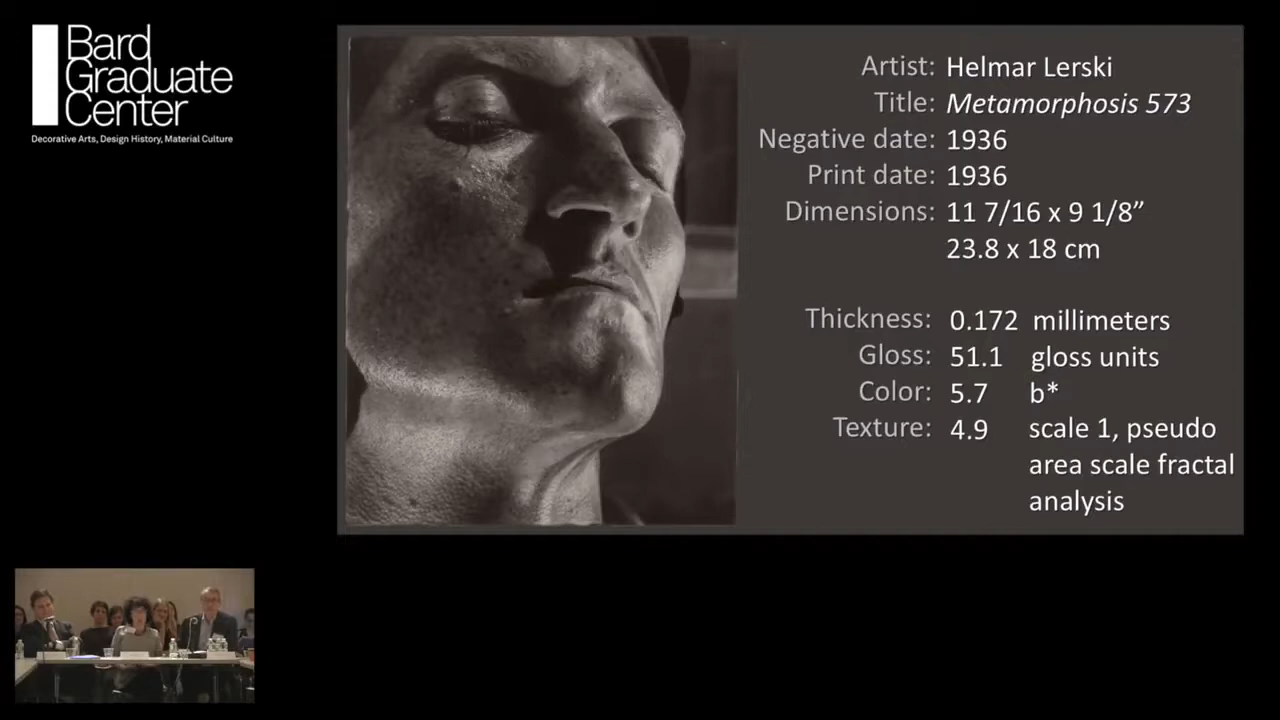 Bard
Graduate
Center
Decorative Arts, Design History, Material Culture
Artist: Helmar Lerski
Title: Metamorphosis 573
Negative date: 1936
Print date: 1936
Dimensions: 11 7/16 x 9 1/8”
23.8 x 18 cm
Thickness: 0.172 millimeters
Gloss: 51.1 gloss units
Color: 5.7 b*
Texture: 4.9 scale 1, pseudo
area scale fractal
analysis